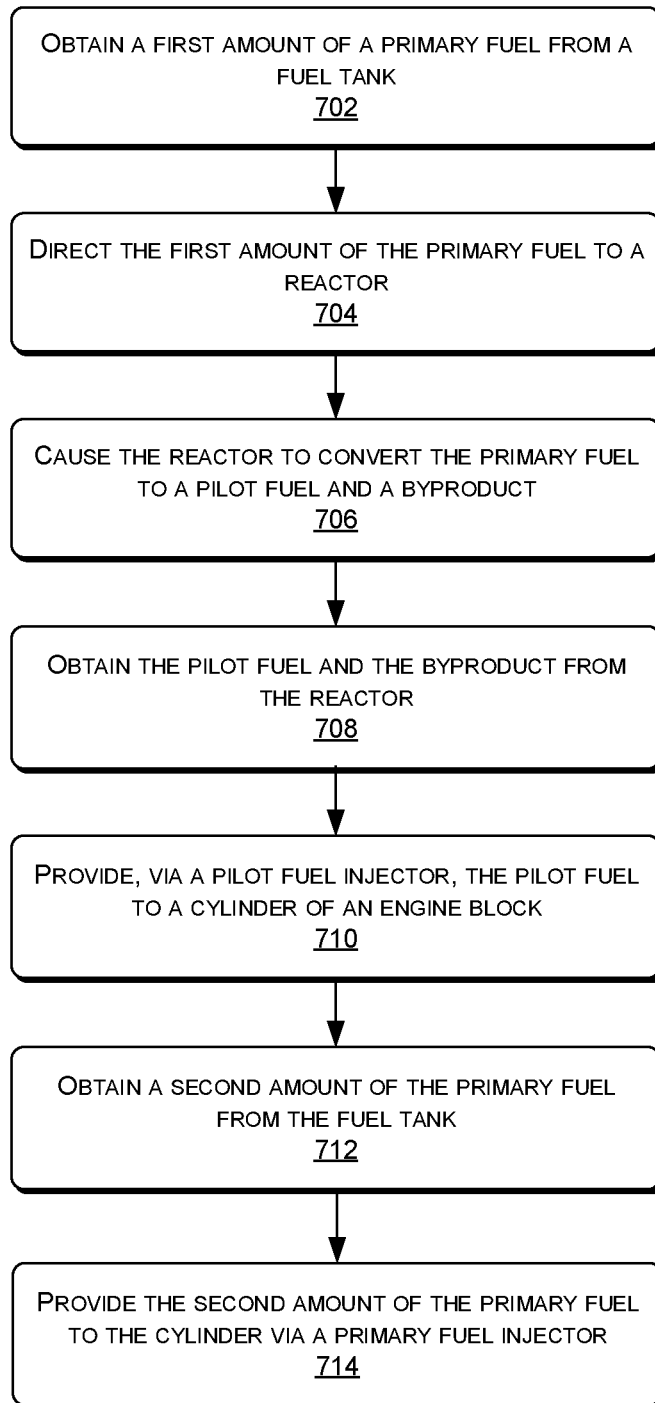 OBTAIN A FIRST AMOUNT OF A PRIMARY FUEL FROM A
FUEL TANK
702
DIRECT THE FIRST AMOUNT OF THE PRIMARY FUEL TO A
REACTOR
704
CAUSE THE REACTOR TO CONVERT THE PRIMARY FUEL
TO A PILOT FUEL AND A BYPRODUCT
706
OBTAIN THE PILOT FUEL AND THE BYPRODUCT FROM
THE REACTOR
708
PROVIDE, VIA A PILOT FUEL INJECTOR, THE PILOT FUEL
TO A CYLINDER OF AN ENGINE BLOCK
710
OBTAIN A SECOND AMOUNT OF THE PRIMARY FUEL
FROM THE FUEL TANK
712
PROVIDE THE SECOND AMOUNT OF THE PRIMARY FUEL
TO THE CYLINDER VIA A PRIMARY FUEL INJECTOR
714